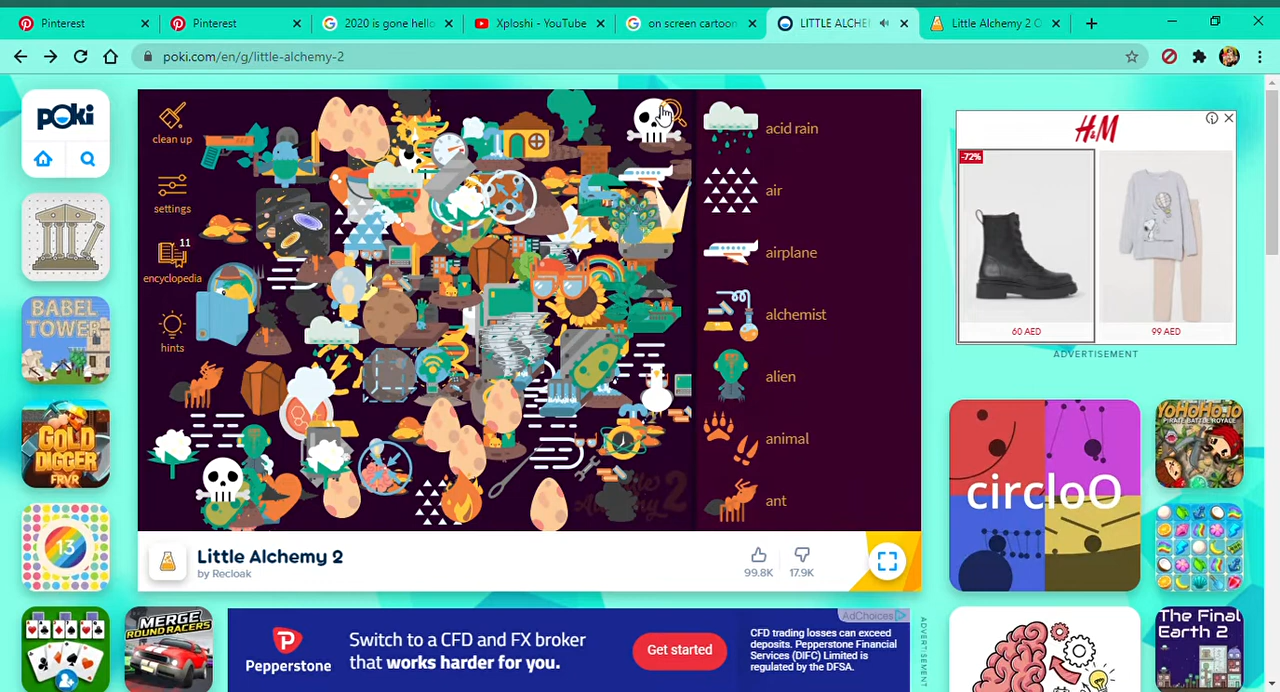 Pinterest
Pinterest
2020 is gone hello
Xploshi - YouTube
on screen cartoon
LITTLE ALCHE
Little Alchemy 2 O
poki.com/en/g/little-alchemy-2
poki
clean up
settings
11
encyclopedia
hints
acid rain
air
airplane
alchemist
alien
animal
ant
H&M
-72%
60 AED
99 AED
ADVERTISEMENT
BABEL
TOWER
GOLD
DIGGER
FRVR
13
circloO
YOHOHO.IO
PIRATE BATTLE ROYALE
Little Alchemy 2
by Recloak
99.8K
17.9K
MERGE
ROUND RACERS
Pepperstone
Switch to a CFD and FX broker
that works harder for you.
Get started
AdChoices
CFD trading losses can exceed
deposits. Pepperstone Financial
Services (DIFC) Limited is
regulated by the DFSA.
ADVERTISEMENT
The Final
Earth 2